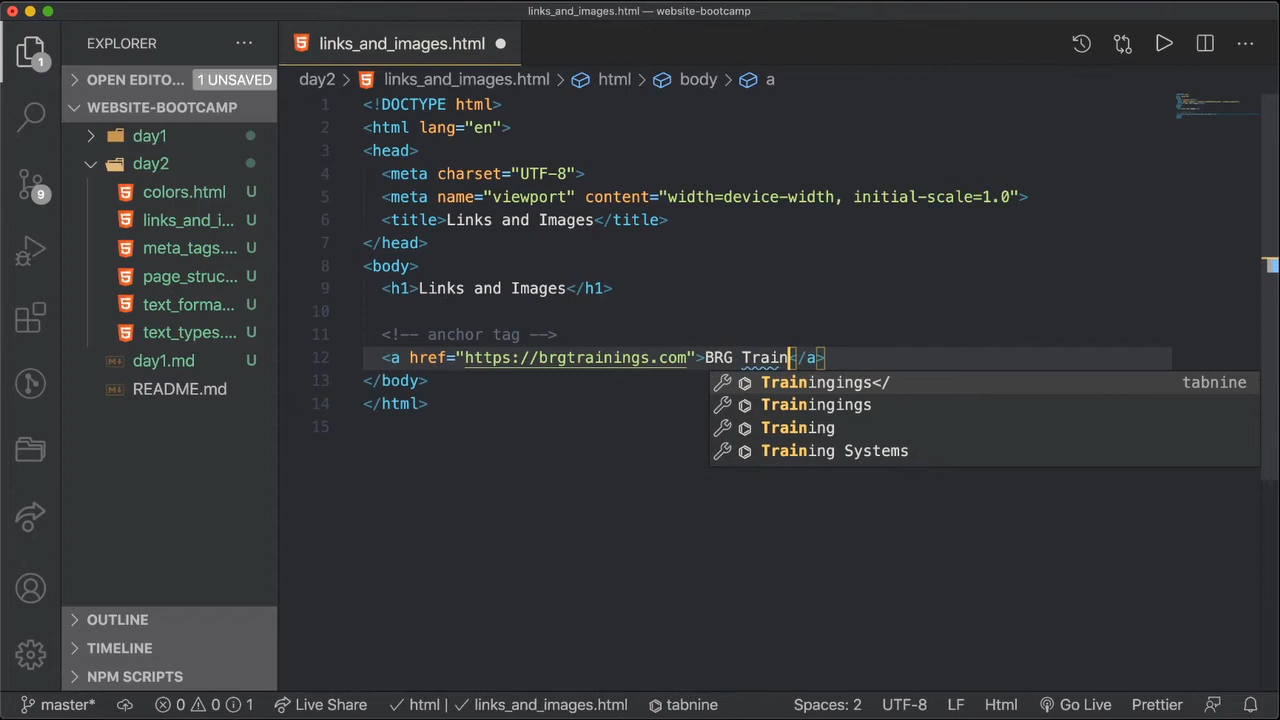 links_and_images.html — website-bootcamp
EXPLORER
links_and_images.html
OPEN EDITO... 1 UNSAVED
WEBSITE-BOOTCAMP
day1
day2
colors.html U
links_and_i... U
meta_tags.... U
page_struc... U
text_forma... U
text_types.... U
day1.md
README.md
OUTLINE
TIMELINE
NPM SCRIPTS
1
9
day2 > links_and_images.html > html > body > a
1 <!DOCTYPE html>
2 <html lang="en">
3 <head>
4 <meta charset="UTF-8">
5 <meta name="viewport" content="width=device-width, initial-scale=1.0">
6 <title>Links and Images</title>
7 </head>
8 <body>
9 <h1>Links and Images</h1>
10
11 <!-- anchor tag -->
12 <a href="https://brgtrainings.com">BRG Train</a>
13 </body>
14 </html>
15
Trainingings</ tabnine
Trainingings
Training
Training Systems
master* 0 0 1 Live Share html | links_and_images.html tabnine Spaces: 2 UTF-8 LF Html Go Live Prettier